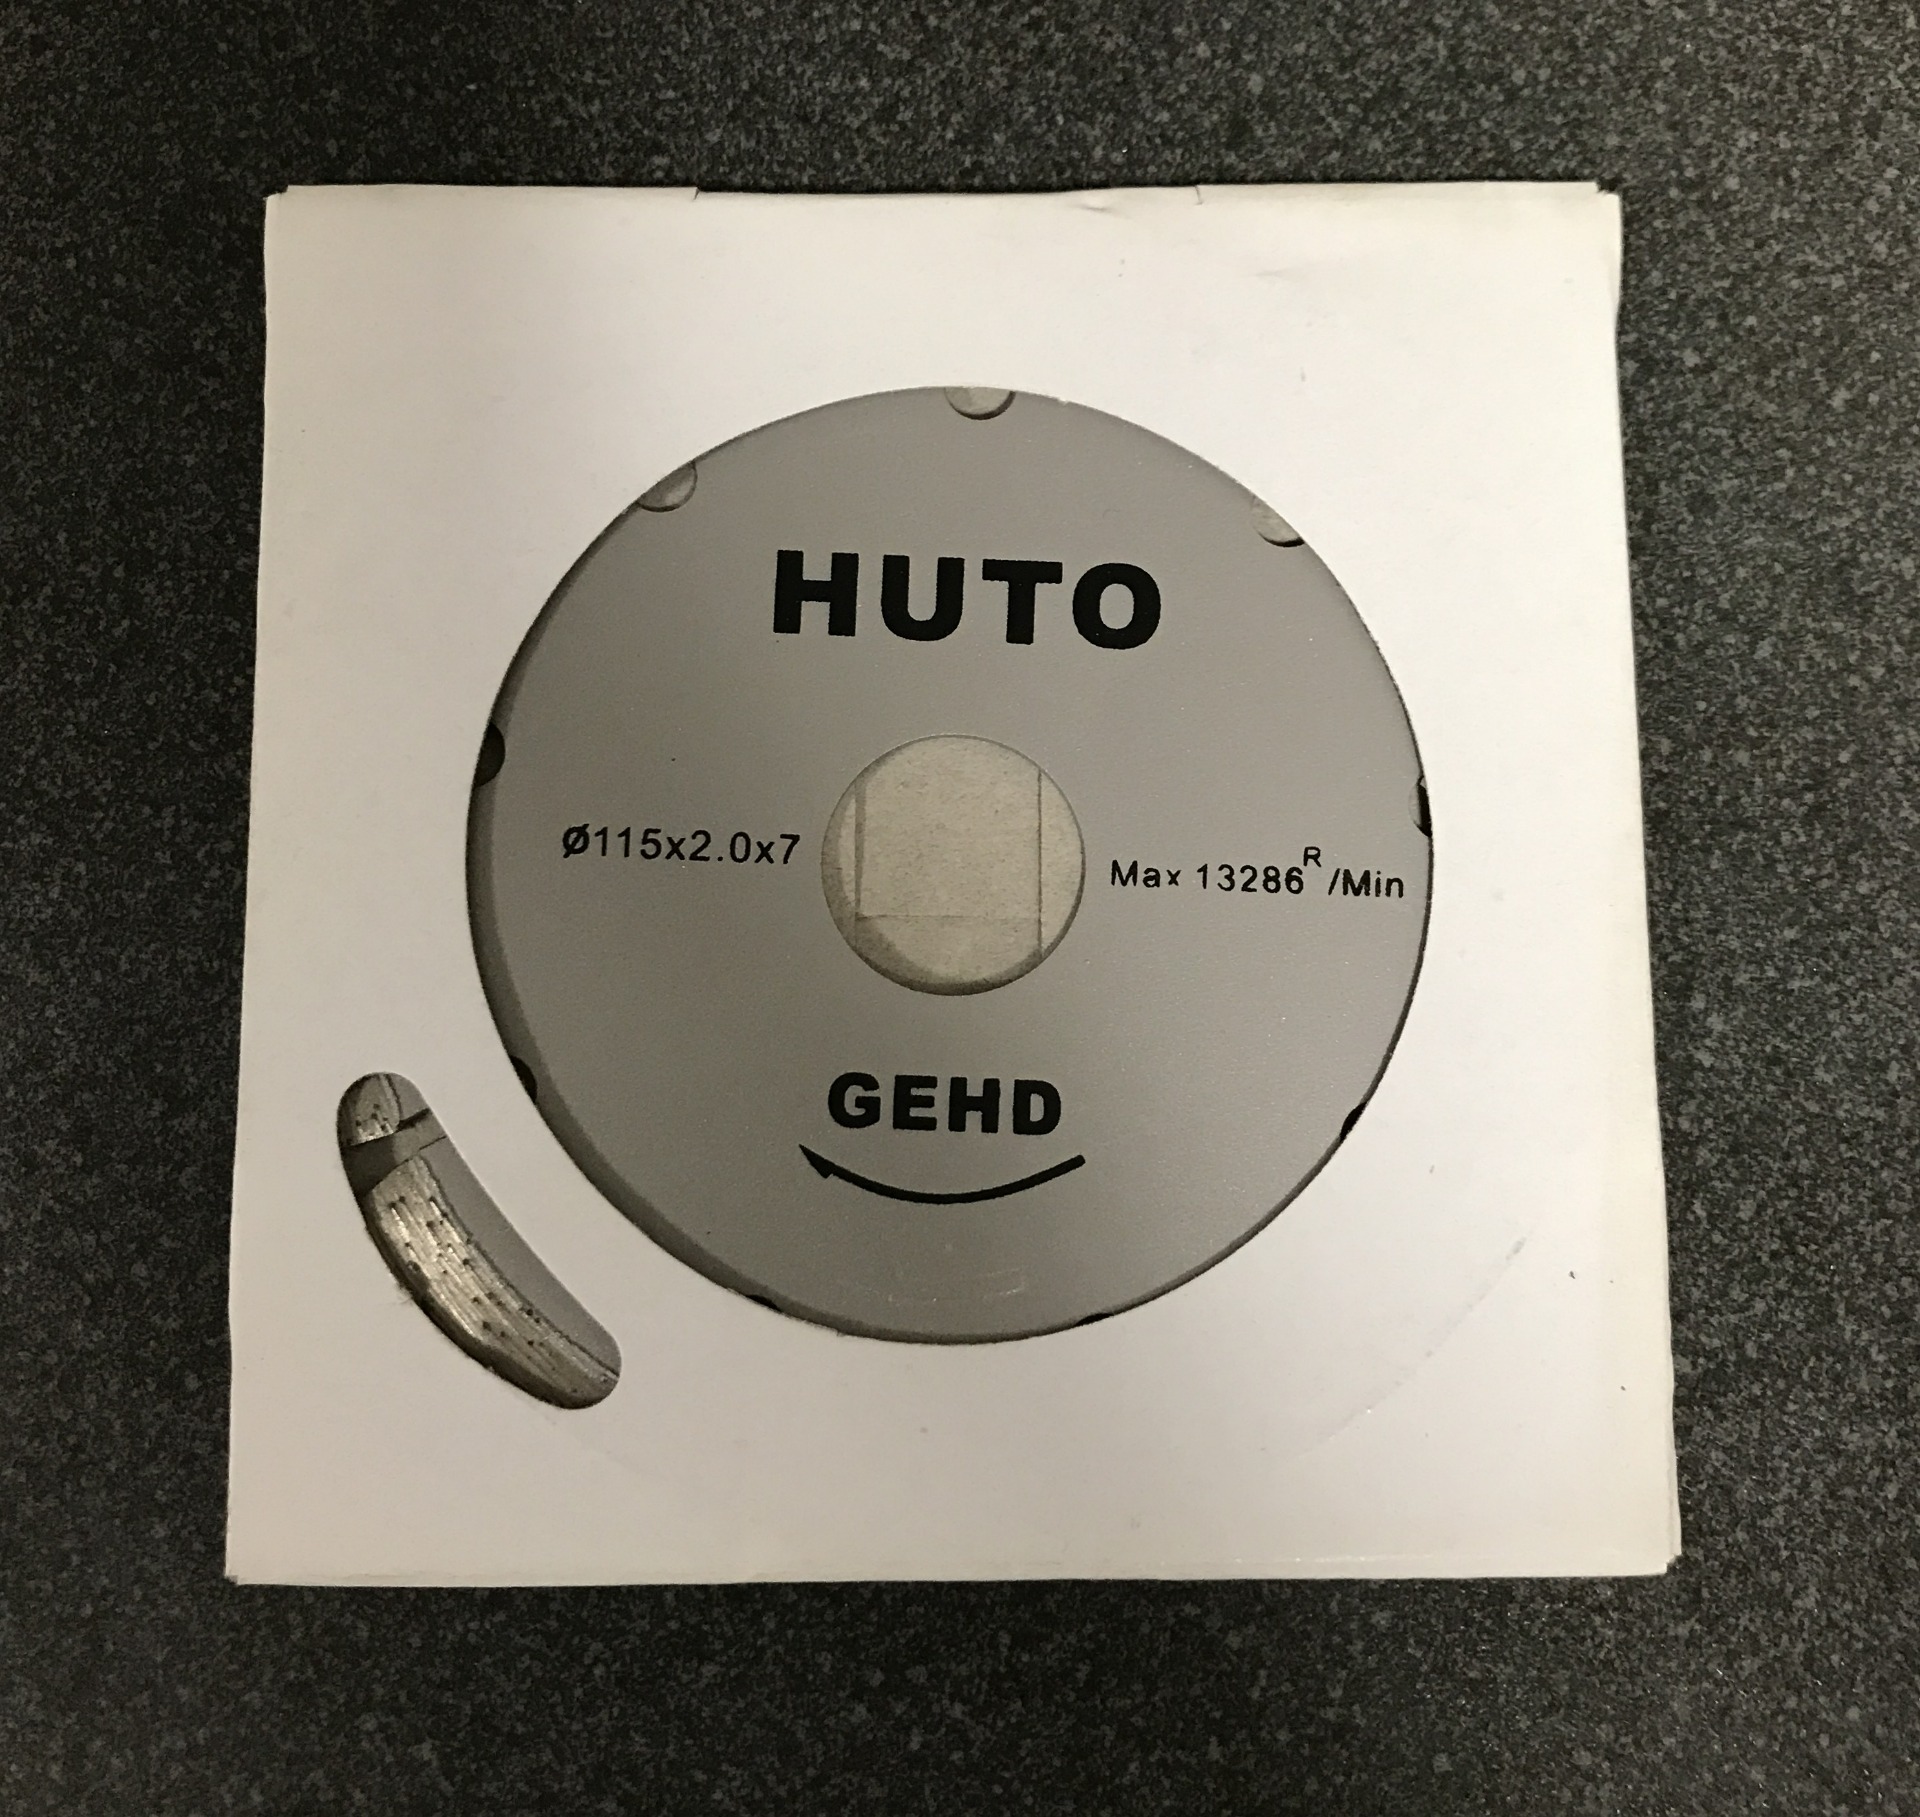 HUTO
Ø115x2.0x7
Max 13286R/Min
GEHD